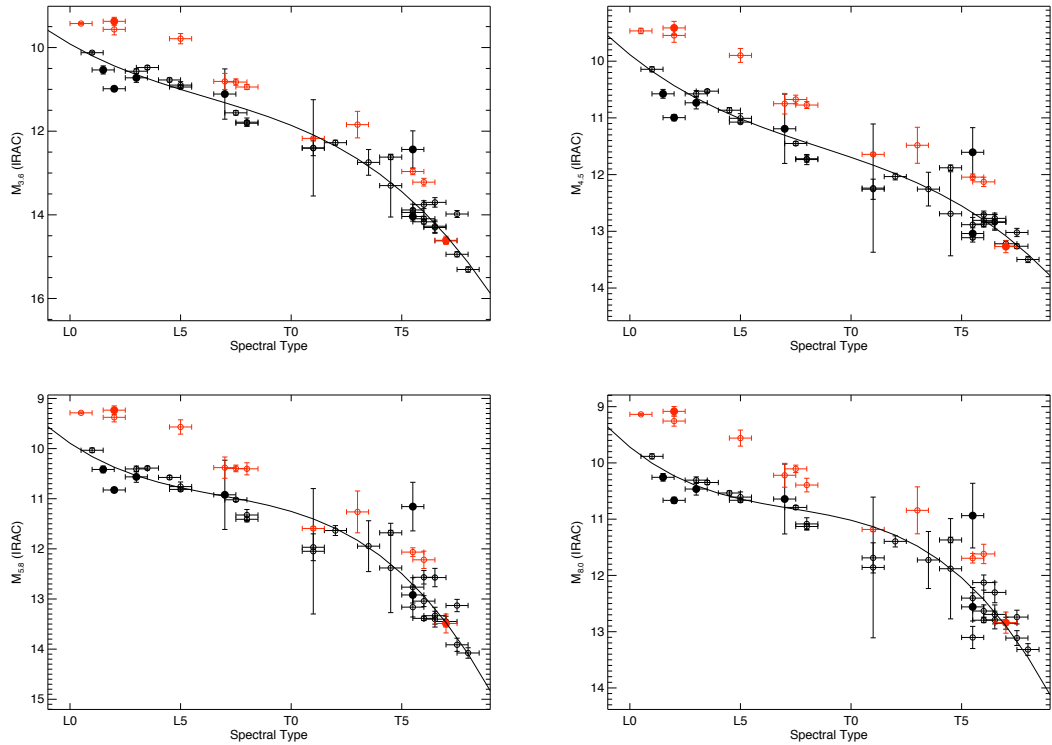 10
12
14
16
M3.6 (IRAC)
L0 L5 T0 T5
Spectral Type
10
11
12
13
14
M4.5 (IRAC)
L0 L5 T0 T5
Spectral Type
9
10
11
12
13
14
15
M5.8 (IRAC)
L0 L5 T0 T5
Spectral Type
9
10
11
12
13
14
M8.0 (IRAC)
L0 L5 T0 T5
Spectral Type